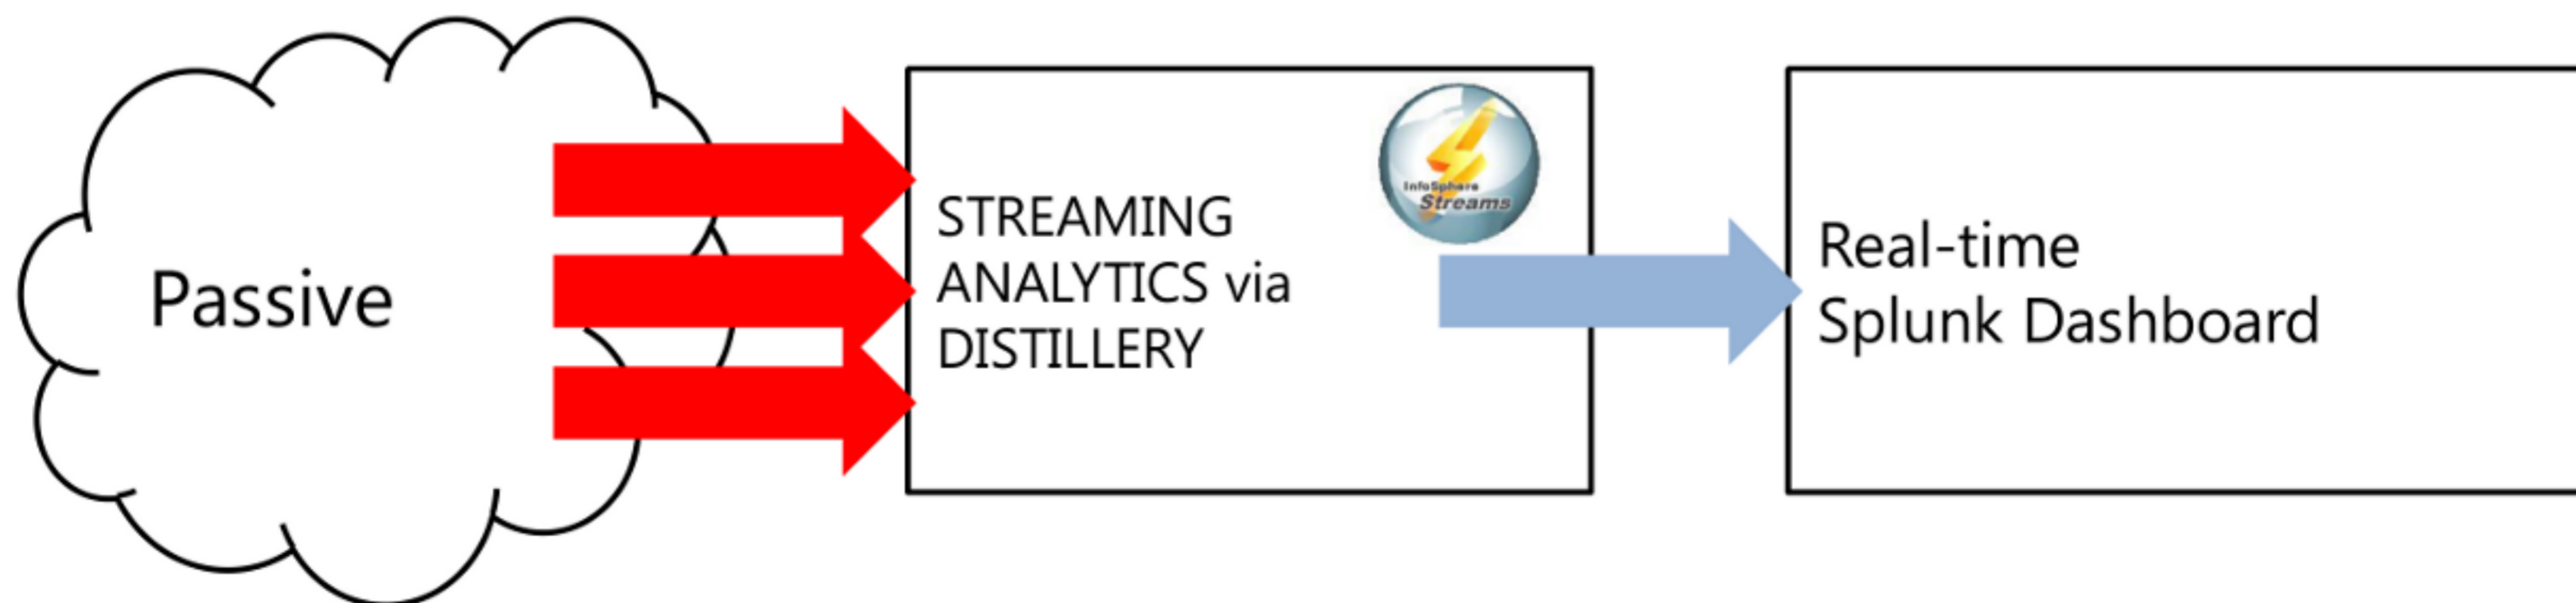 Passive
STREAMING
ANALYTICS via
DISTILLERY
InfoSphere
Streams
Real-time
Splunk Dashboard